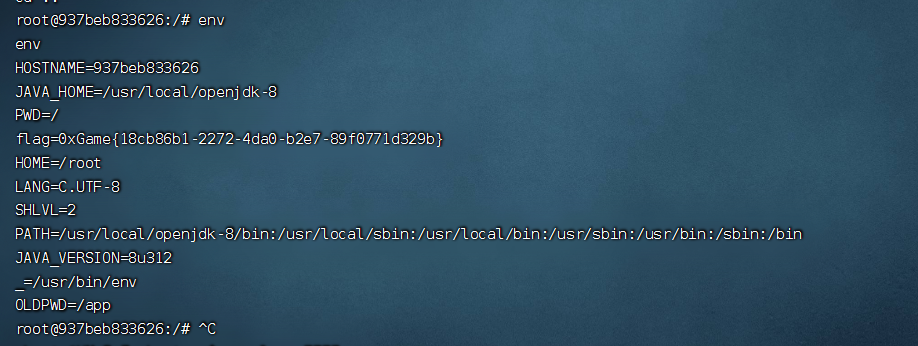 root@937beb833626:/# env
env
HOSTNAME=937beb833626
JAVA_HOME=/usr/local/openjdk-8
PWD=/
flag=0xGame{18cb86b1-2272-4da0-b2e7-89f0771d329b}
HOME=/root
LANG=C.UTF-8
SHLVL=2
PATH=/usr/local/openjdk-8/bin:/usr/local/sbin:/usr/local/bin:/usr/sbin:/usr/bin:/sbin:/bin
JAVA_VERSION=8u312
_=/usr/bin/env
OLDPWD=/app
root@937beb833626:/# ^C